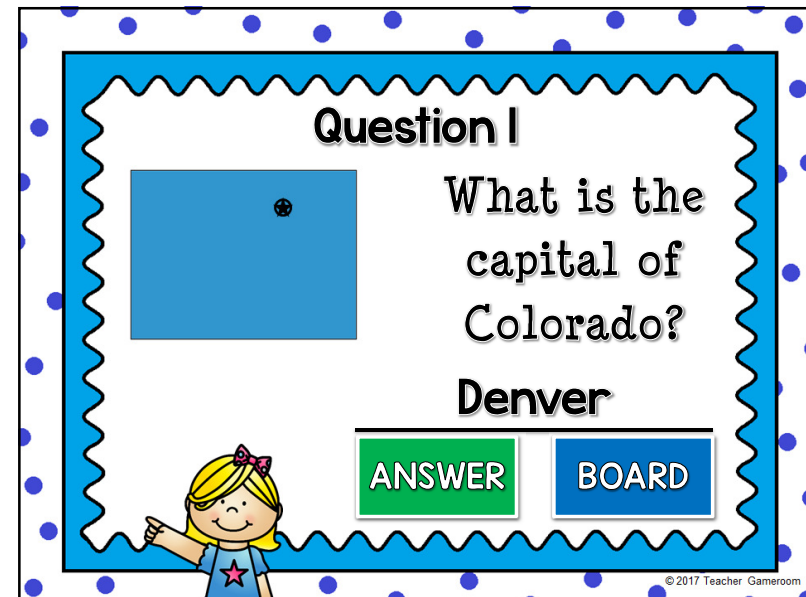 Question 1
What is the
capital of
Colorado?
Denver
ANSWER
BOARD
© 2017 Teacher Gameroom